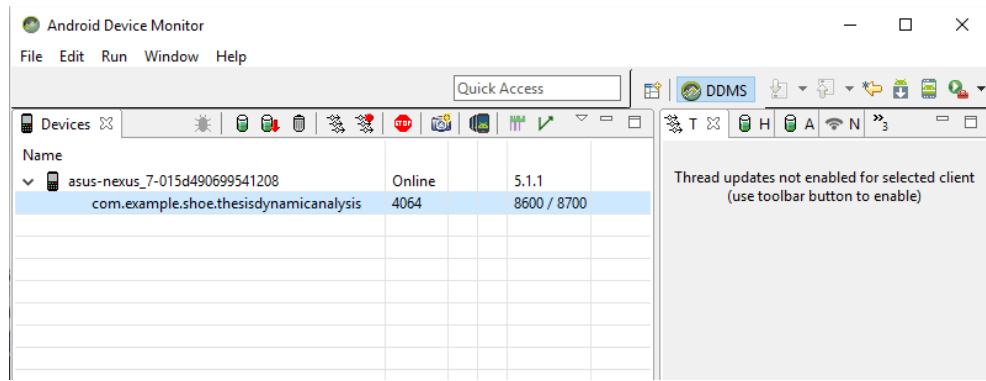 Android Device Monitor
File Edit Run Window Help
Quick Access
DDMS
Devices
STOP
T H A N »3
Name
asus-nexus_7-015d490699541208 Online 5.1.1
com.example.shoe.thesisdynamicanalysis 4064 8600 / 8700
Thread updates not enabled for selected client
(use toolbar button to enable)